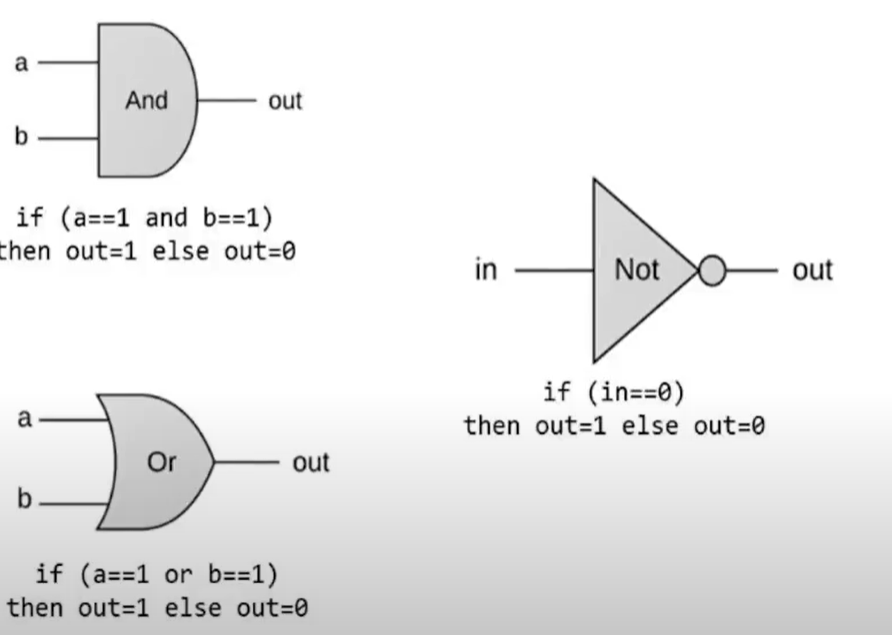 a
And
out
b
if (a==1 and b==1)
then out=1 else out=0
in
Not
out
if (in==0)
then out=1 else out=0
a
Or
out
b
if (a==1 or b==1)
then out=1 else out=0